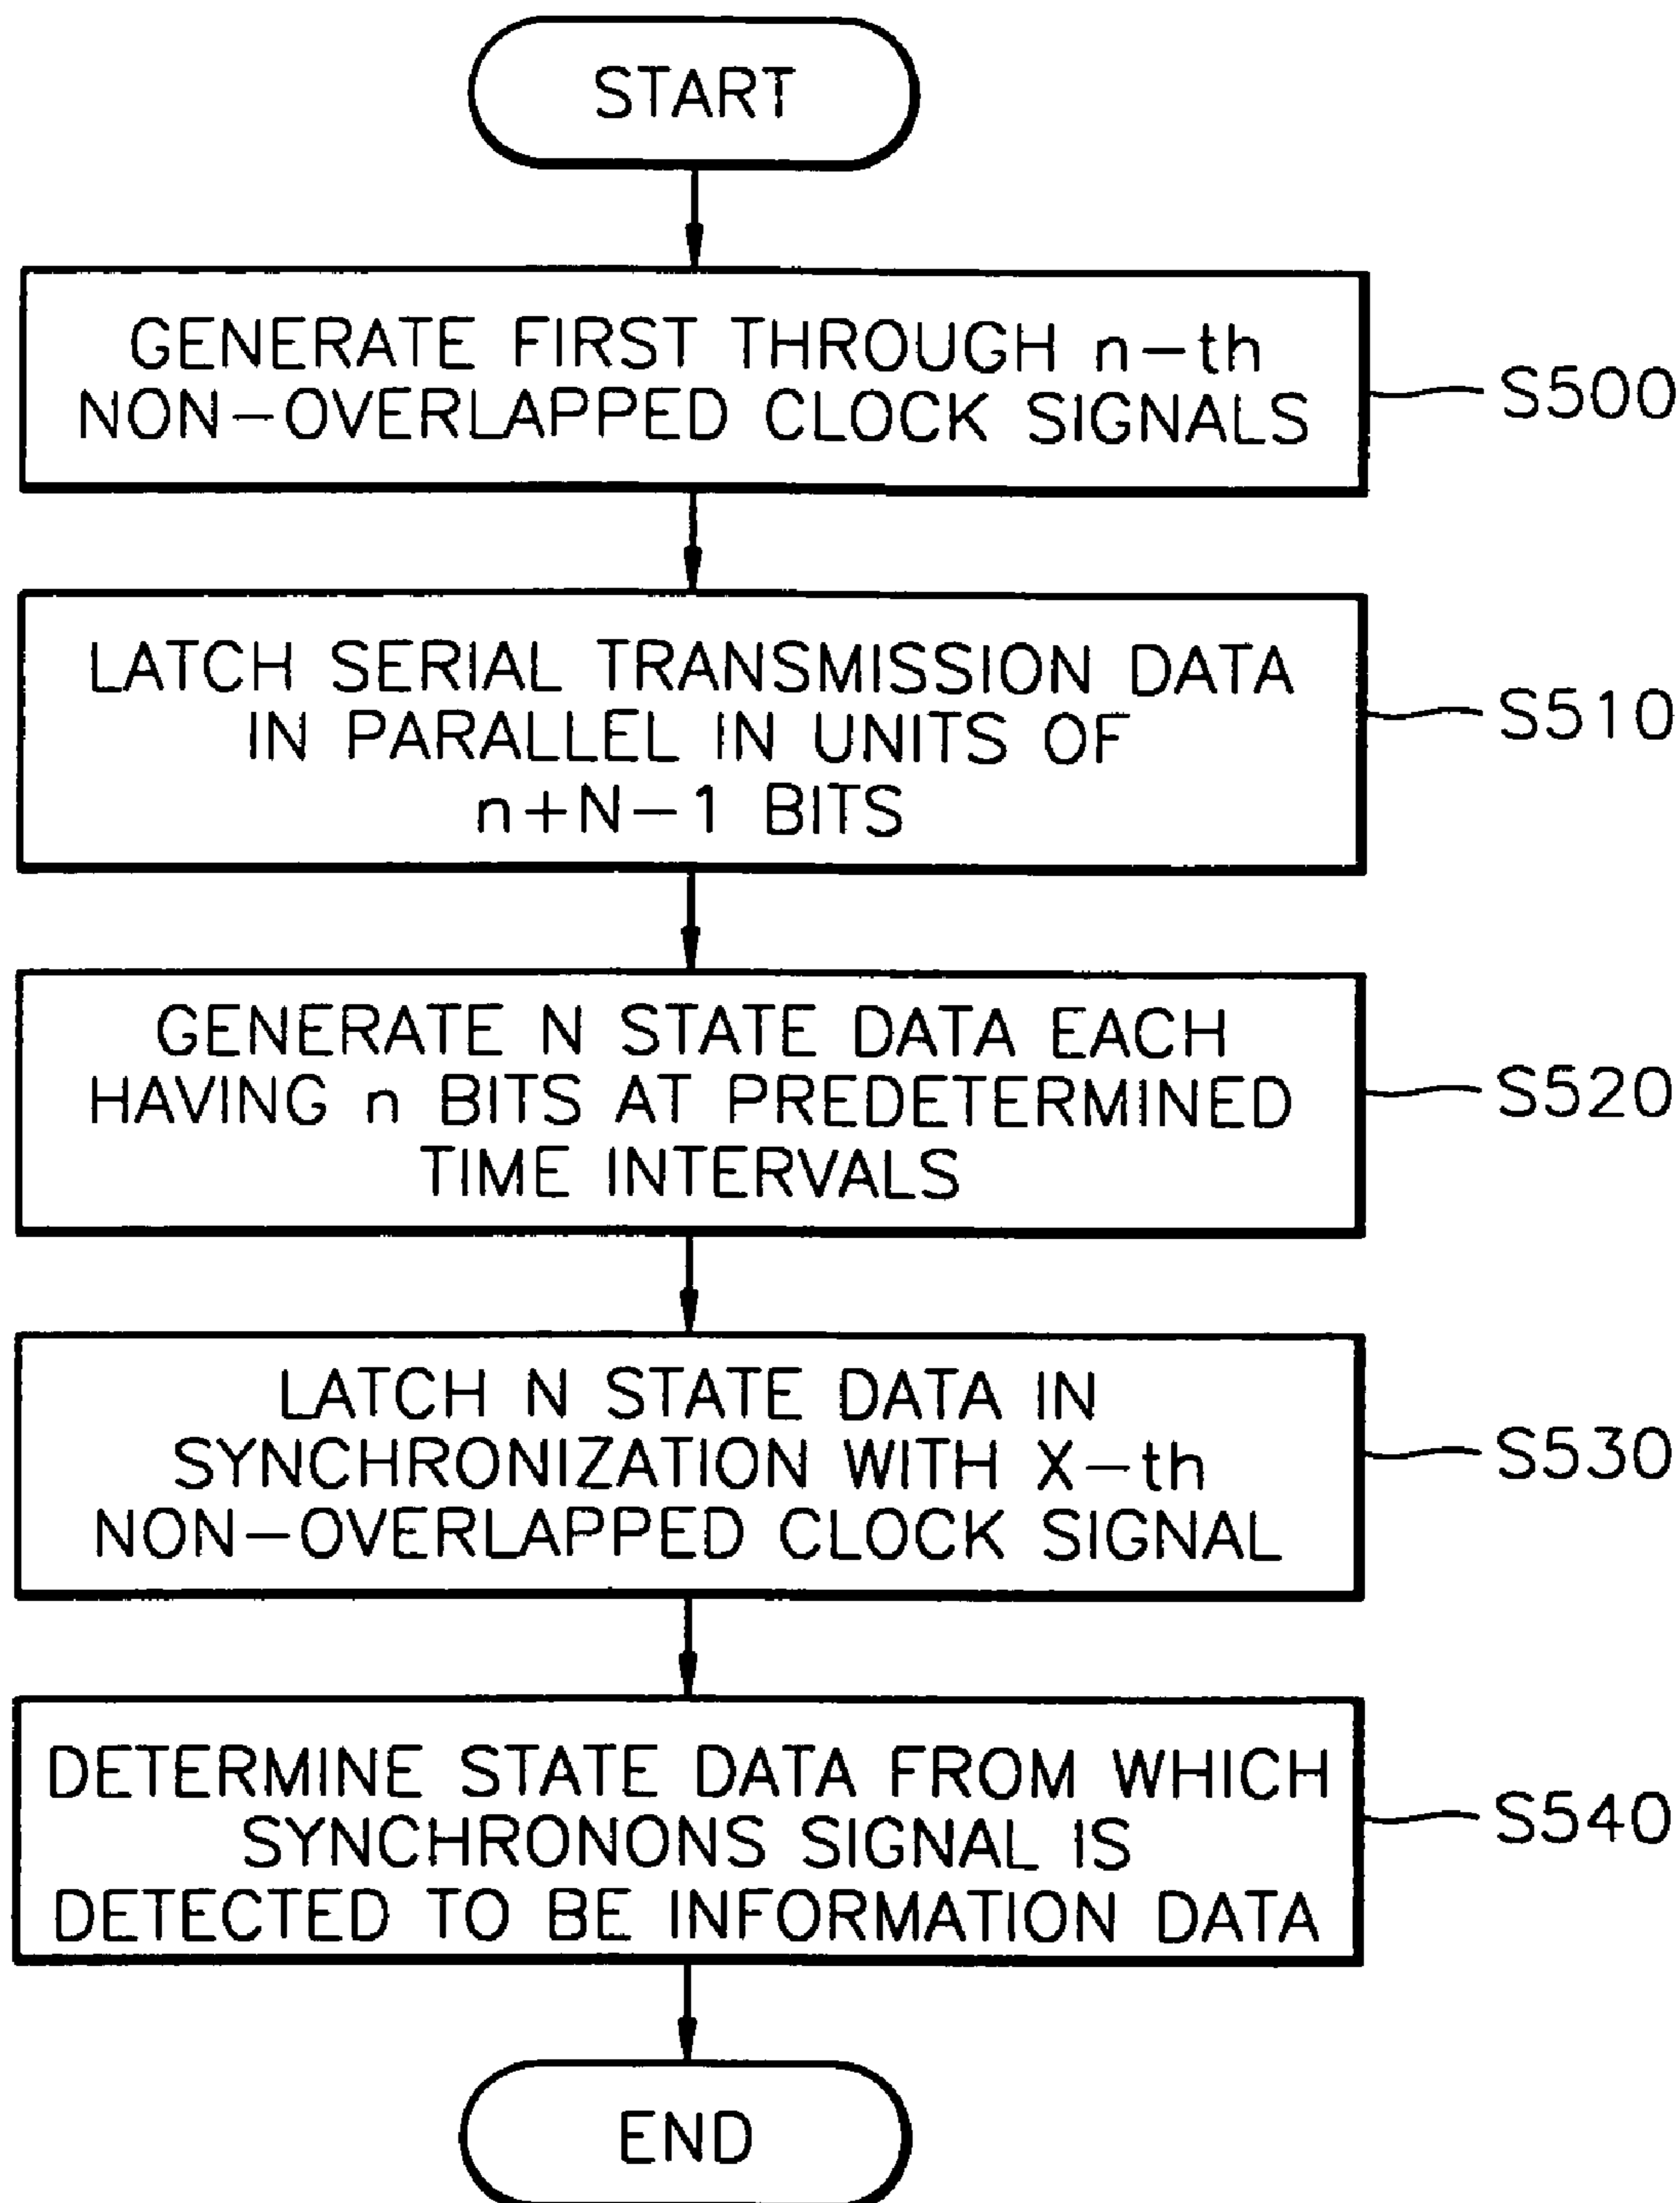 START
GENERATE FIRST THROUGH n-th
NON-OVERLAPPED CLOCK SIGNALS
S500
LATCH SERIAL TRANSMISSION DATA
IN PARALLEL IN UNITS OF
n+N-1 BITS
S510
GENERATE N STATE DATA EACH
HAVING n BITS AT PREDETERMINED
TIME INTERVALS
S520
LATCH N STATE DATA IN
SYNCHRONIZATION WITH X-th
NON-OVERLAPPED CLOCK SIGNAL
S530
DETERMINE STATE DATA FROM WHICH
SYNCHRONONS SIGNAL IS
DETECTED TO BE INFORMATION DATA
S540
END